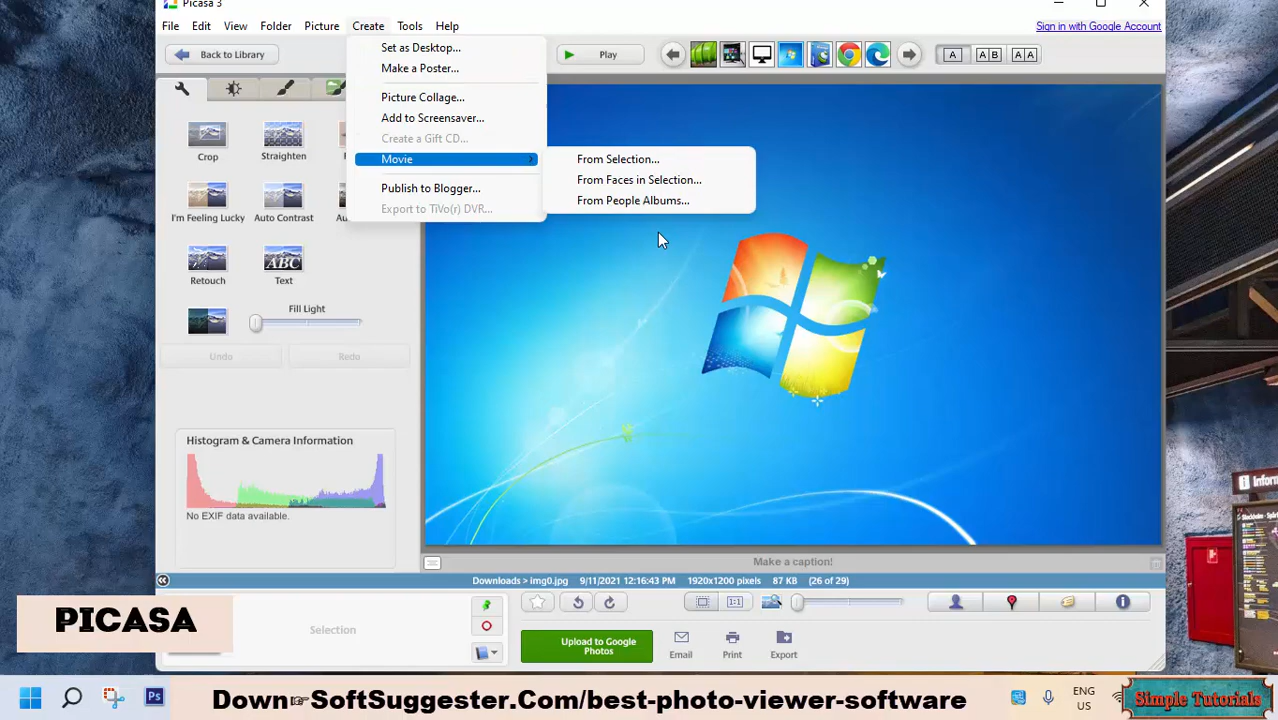 Picasa 3
File Edit View Folder Picture Create Tools Help
Sign in with Google Account
Back to Library
Play
A
AB
AA
Set as Desktop...
Make a Poster...
Picture Collage...
Add to Screensaver...
Create a Gift CD...
Movie
Publish to Blogger...
Export to TiVo(r) DVR...
From Selection...
From Faces in Selection...
From People Albums...
Crop
Straighten
I'm Feeling Lucky
Auto Contrast
Retouch
ABC
Text
Fill Light
Undo
Redo
Histogram & Camera Information
No EXIF data available.
Make a caption!
Downloads > img0.jpg 9/11/2021 12:16:43 PM 1920x1200 pixels 87 KB (26 of 29)
1:1
Selection
Upload to Google
Photos
Email
Print
Export
PICASA
Down☞SoftSuggester.Com/best-photo-viewer-software
Ps
ENG
US
Simple Tutorials